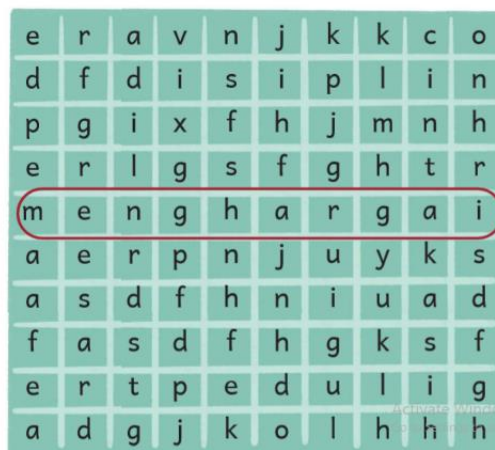 e r a v n j k k c o
d f d i s i p l i n
p g i x f h j m n h
e r l g s f g h t r
m e n g h a r g a i
a e r p n j u y k s
a s d f h n i u a d
f a s d f h g k s f
e r t p e d u l i g
a d g j k o l h h h